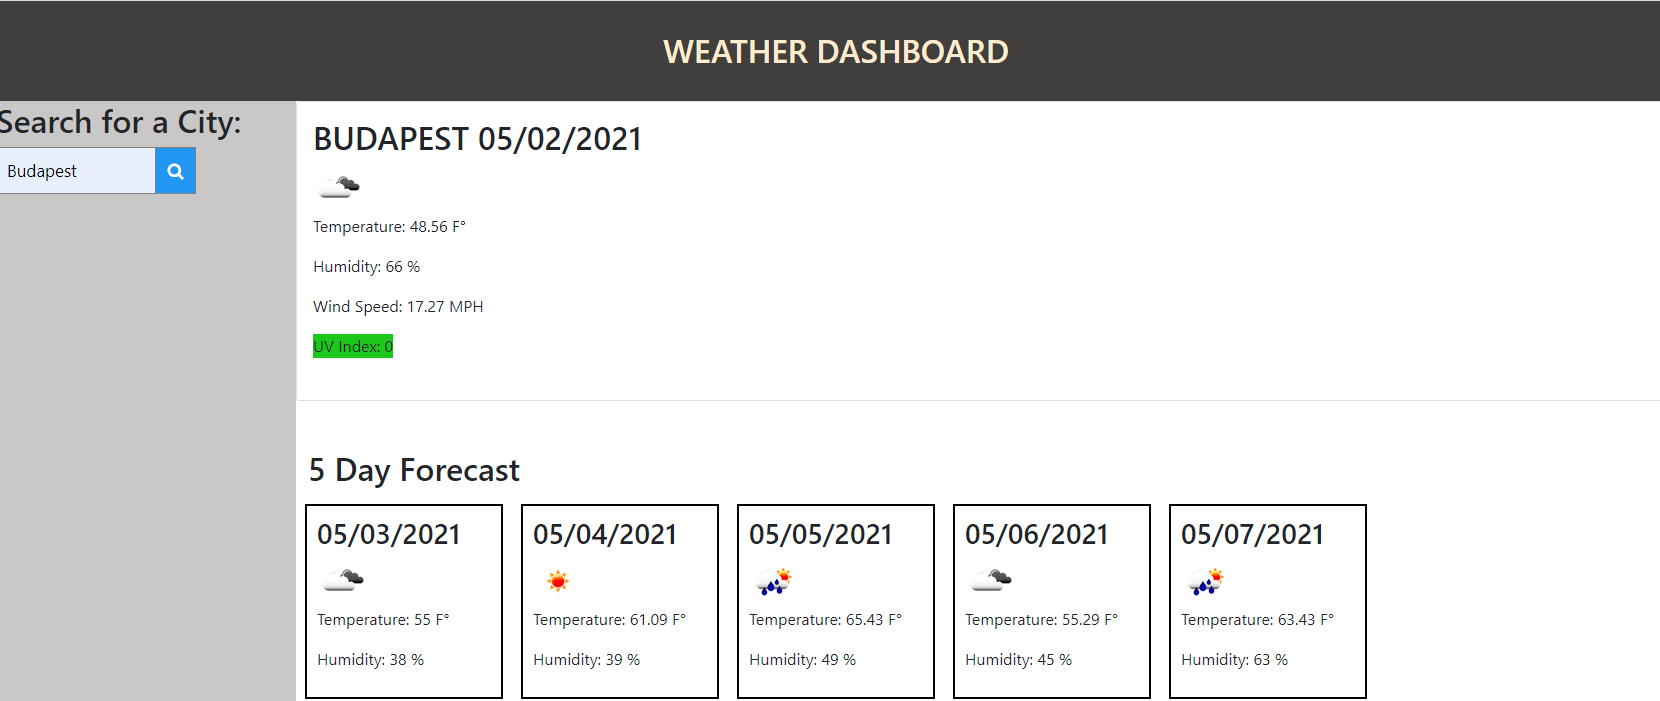 WEATHER DASHBOARD
Search for a City:
Budapest
BUDAPEST 05/02/2021
Temperature: 48.56 F°
Humidity: 66 %
Wind Speed: 17.27 MPH
UV Index: 0
5 Day Forecast
05/03/2021
Temperature: 55 F°
Humidity: 38 %
05/04/2021
Temperature: 61.09 F°
Humidity: 39 %
05/05/2021
Temperature: 65.43 F°
Humidity: 49 %
05/06/2021
Temperature: 55.29 F°
Humidity: 45 %
05/07/2021
Temperature: 63.43 F°
Humidity: 63 %